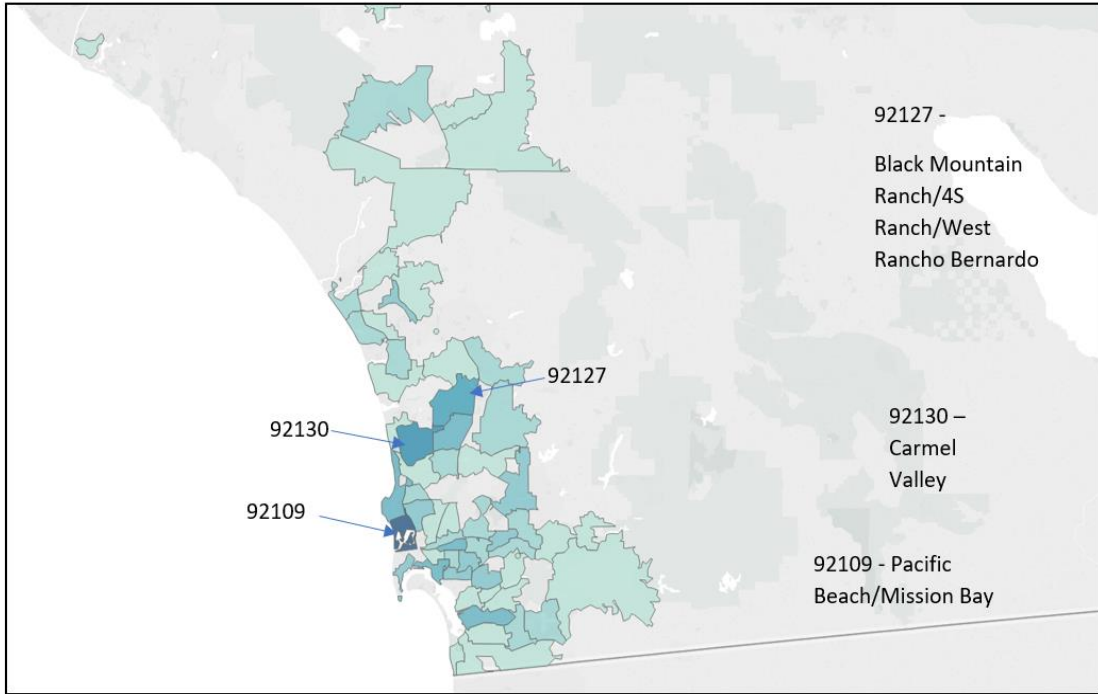 92127 -
Black Mountain
Ranch/4S
Ranch/West
Rancho Bernardo
92127
92130
92130 –
Carmel
Valley
92109
92109 - Pacific
Beach/Mission Bay